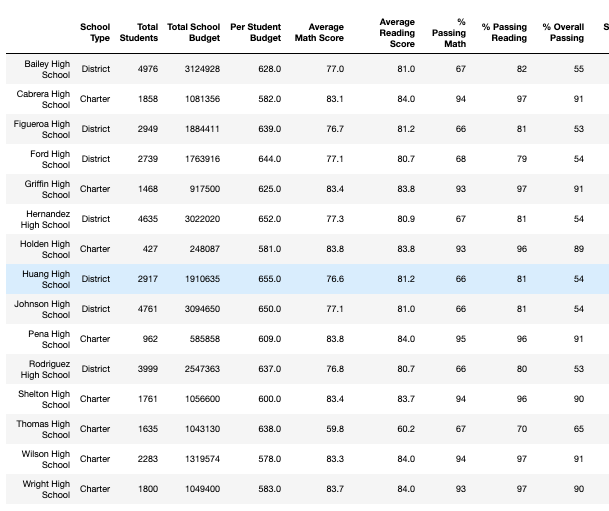 School Type Total Students Total School Budget Per Student Budget Average Math Score Average Reading Score % Passing Math % Passing Reading % Overall Passing S
Bailey High School District 4976 3124928 628.0 77.0 81.0 67 82 55
Cabrera High School Charter 1858 1081356 582.0 83.1 84.0 94 97 91
Figueroa High School District 2949 1884411 639.0 76.7 81.2 66 81 53
Ford High School District 2739 1763916 644.0 77.1 80.7 68 79 54
Griffin High School Charter 1468 917500 625.0 83.4 83.8 93 97 91
Hernandez High School District 4635 3022020 652.0 77.3 80.9 67 81 54
Holden High School Charter 427 248087 581.0 83.8 83.8 93 96 89
Huang High School District 2917 1910635 655.0 76.6 81.2 66 81 54
Johnson High School District 4761 3094650 650.0 77.1 81.0 66 81 54
Pena High School Charter 962 585858 609.0 83.8 84.0 95 96 91
Rodriguez High School District 3999 2547363 637.0 76.8 80.7 66 80 53
Shelton High School Charter 1761 1056600 600.0 83.4 83.7 94 96 90
Thomas High School Charter 1635 1043130 638.0 59.8 60.2 67 70 65
Wilson High School Charter 2283 1319574 578.0 83.3 84.0 94 97 91
Wright High School Charter 1800 1049400 583.0 83.7 84.0 93 97 90